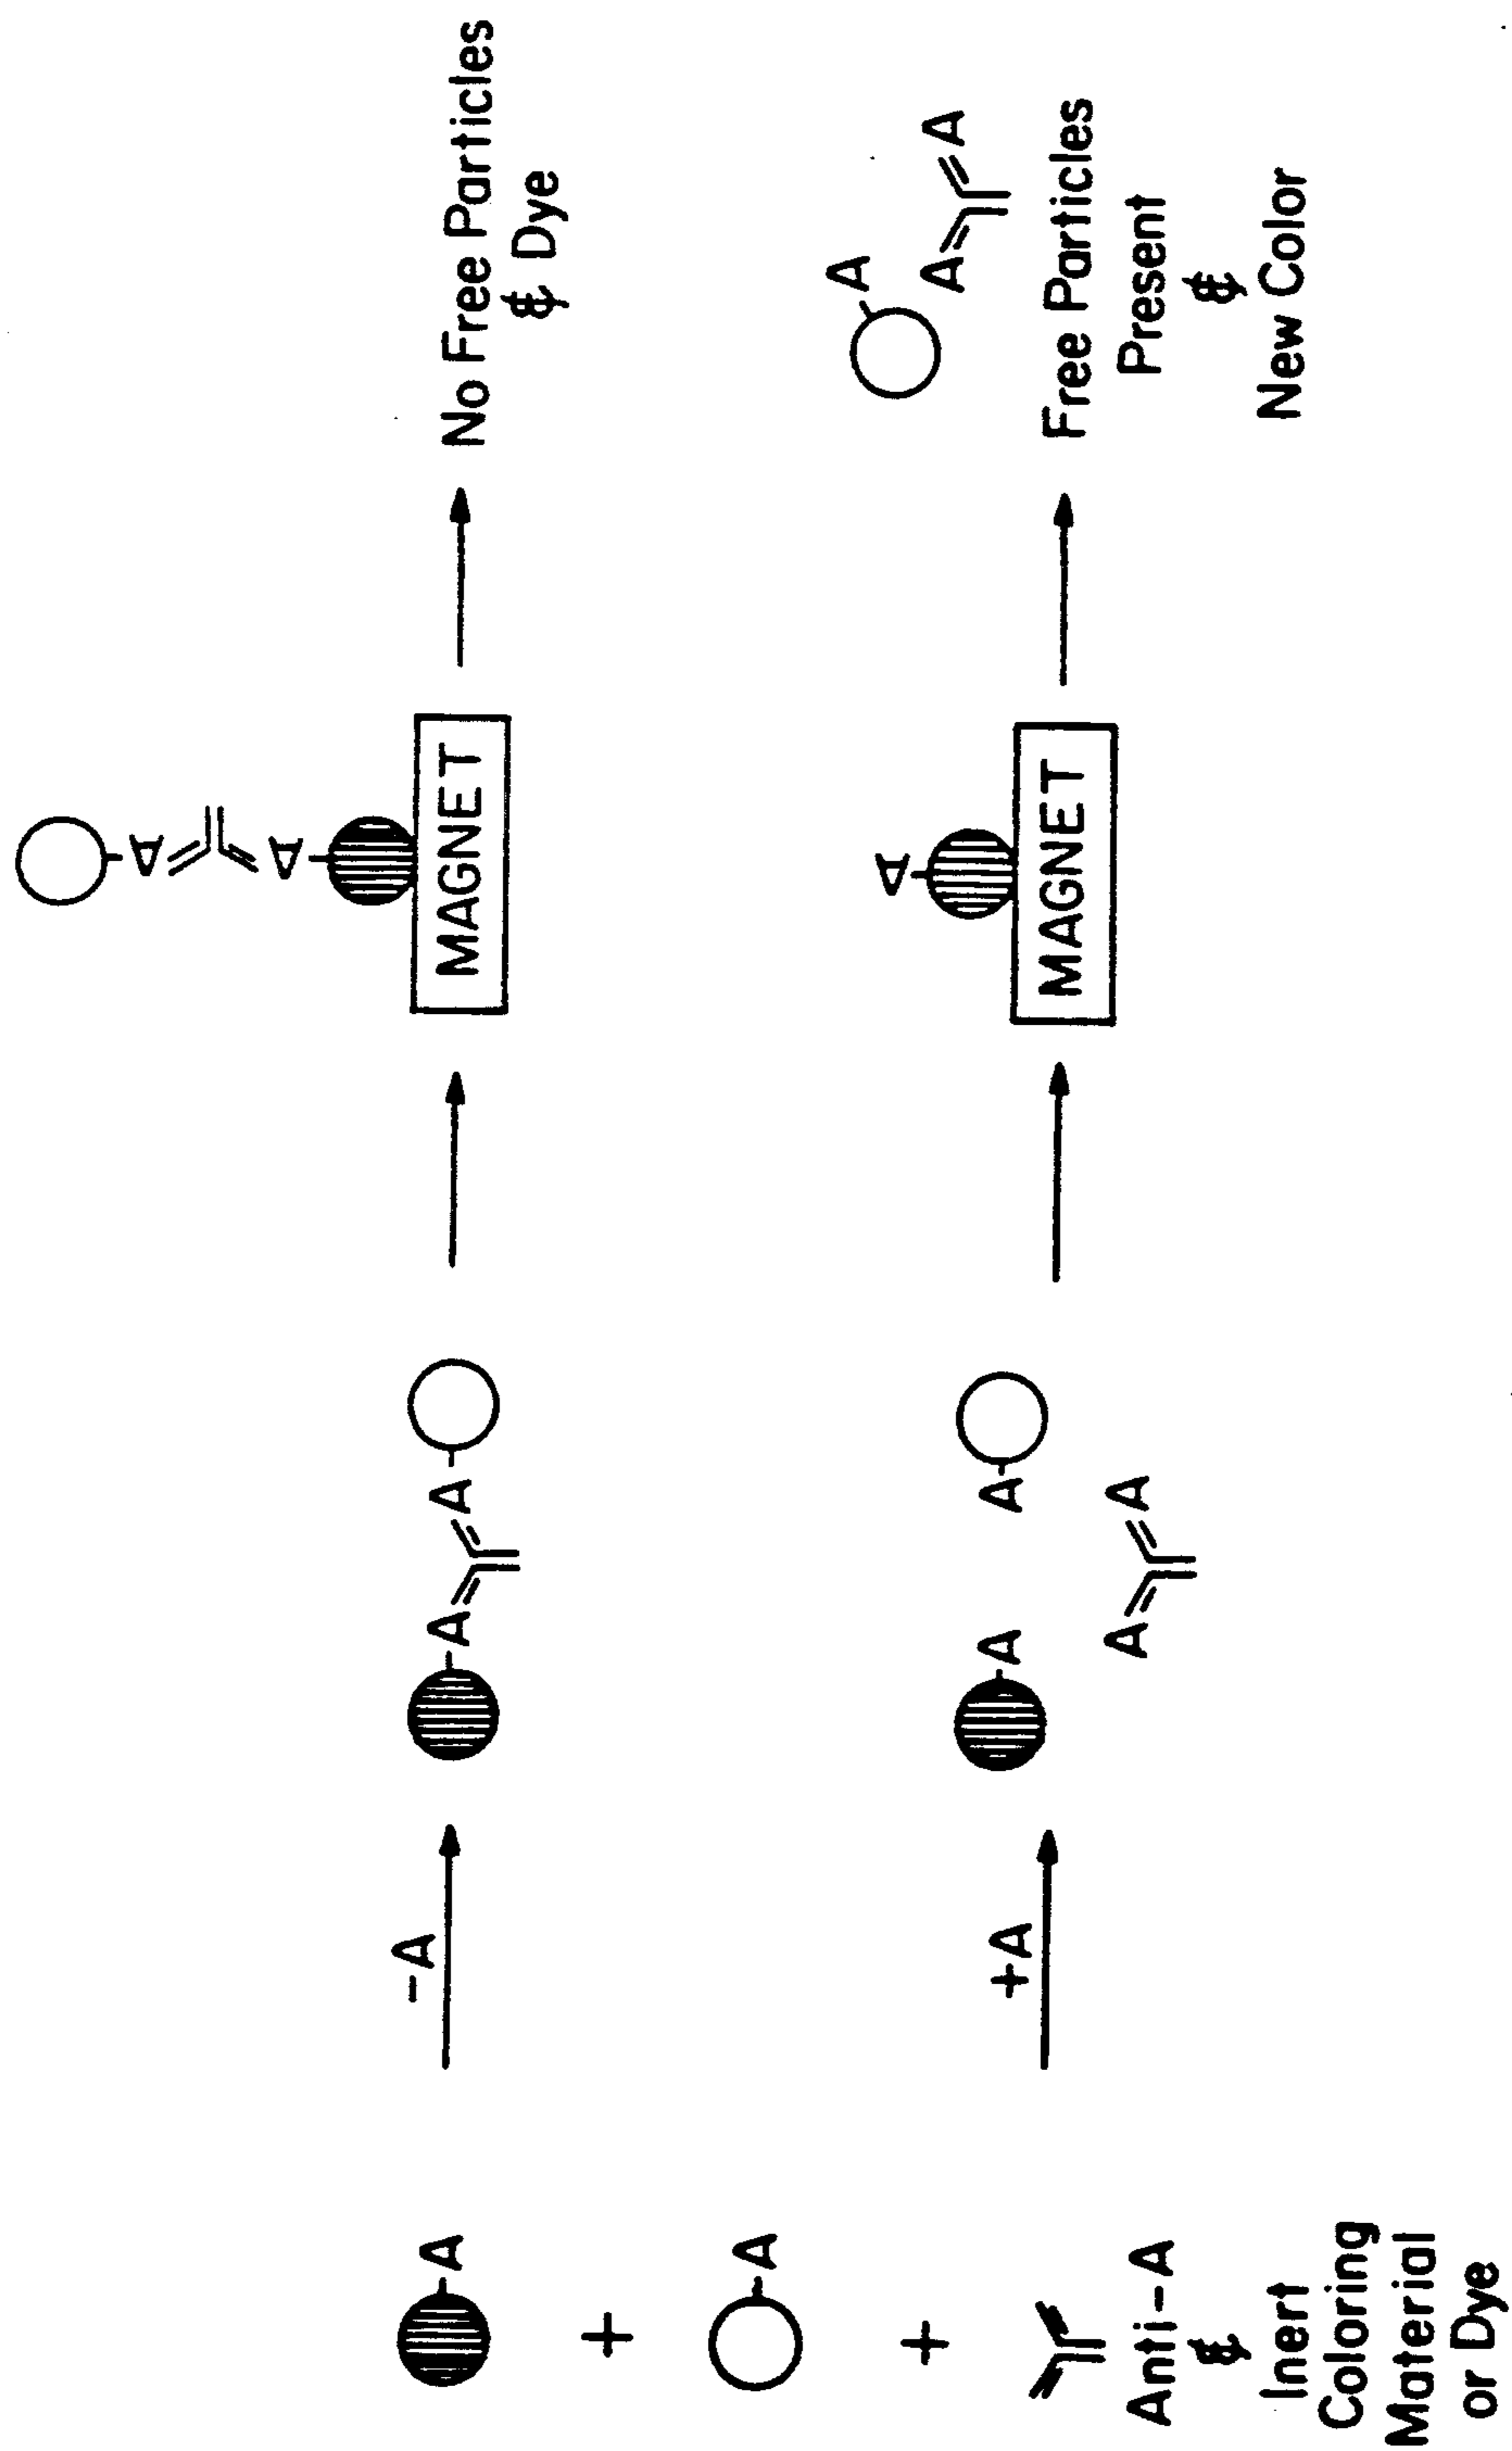 A
+
A
+
Anti-A
&
Inert
Coloring
Material
or Dye
-A
A A
A
A
MAGNET
No Free Particles
& Dye
+A
A A
A A
A
MAGNET
A
A A
Free Particles
Present
&
New Color